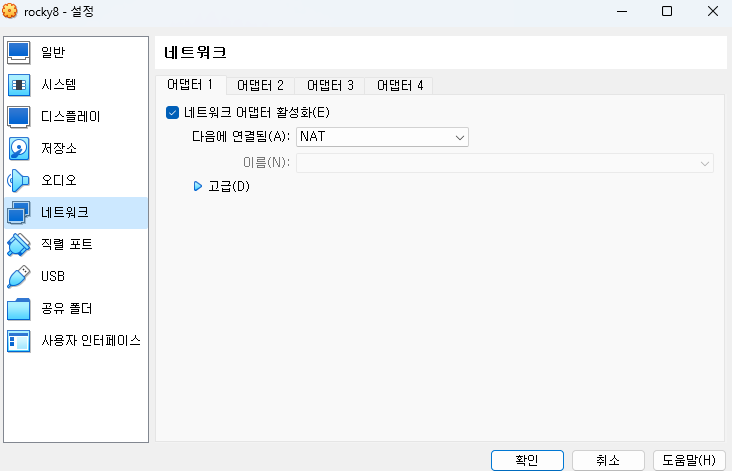 rocky8 - 설정
일반
시스템
디스플레이
저장소
오디오
네트워크
직렬 포트
USB
공유 폴더
사용자 인터페이스
네트워크
어댑터 1 어댑터 2 어댑터 3 어댑터 4
네트워크 어댑터 활성화(E)
다음에 연결됨(A): NAT
이름(N):
고급(D)
확인 취소 도움말(H)